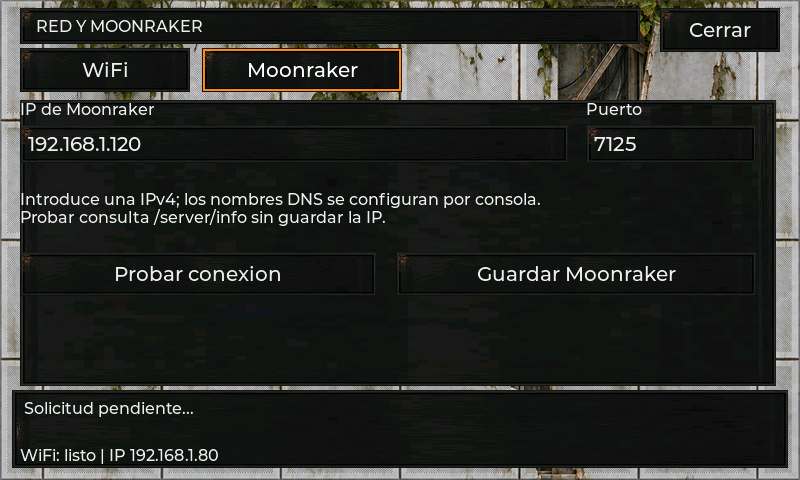 RED Y MOONRAKER
Cerrar
WiFi
Moonraker
IP de Moonraker
Puerto
192.168.1.120
7125
Introduce una IPv4; los nombres DNS se configuran por consola.
Probar consulta /server/info sin guardar la IP.
Probar conexion
Guardar Moonraker
Solicitud pendiente...
WiFi: listo | IP 192.168.1.80